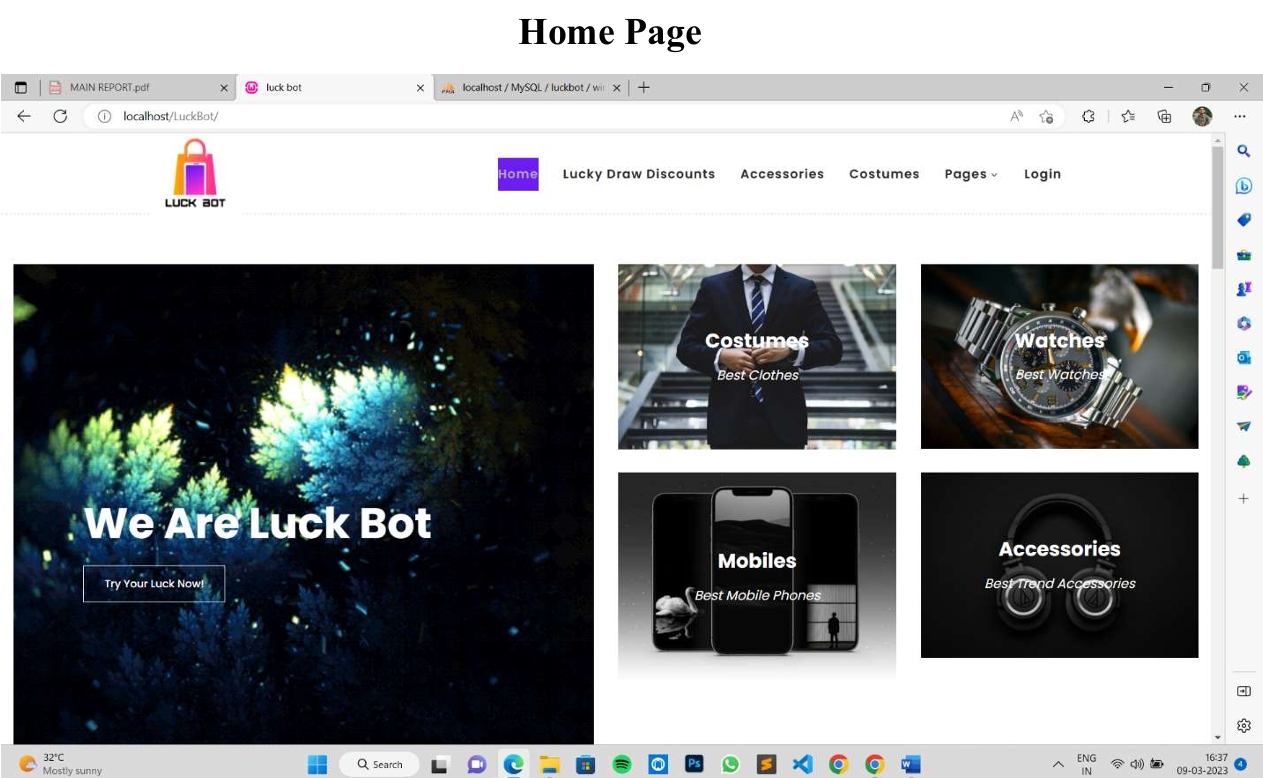 Home Page
MAIN REPORT.pdf
luck bot
localhost / MySQL / luckbot / wi
localhost/LuckBot/
LUCK BOT
Home
Lucky Draw Discounts
Accessories
Costumes
Pages
Login
We Are Luck Bot
Try Your Luck Now!
Costumes
Best Clothes
Watches
Best Watches
Mobiles
Best Mobile Phones
Accessories
Best Trend Accessories
32°C
Mostly sunny
Search
Ps
ENG
IN
16:37
09-03-2023
4